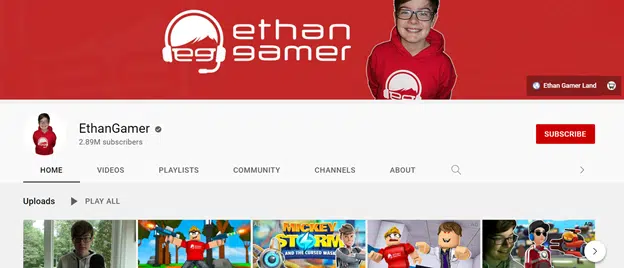 ethan
gamer
eg
eg
Ethan Gamer Land
EthanGamer
2.89M subscribers
SUBSCRIBE
HOME VIDEOS PLAYLISTS COMMUNITY CHANNELS ABOUT
Uploads PLAY ALL
MICKEY
STORM
AND THE CURSED MASK